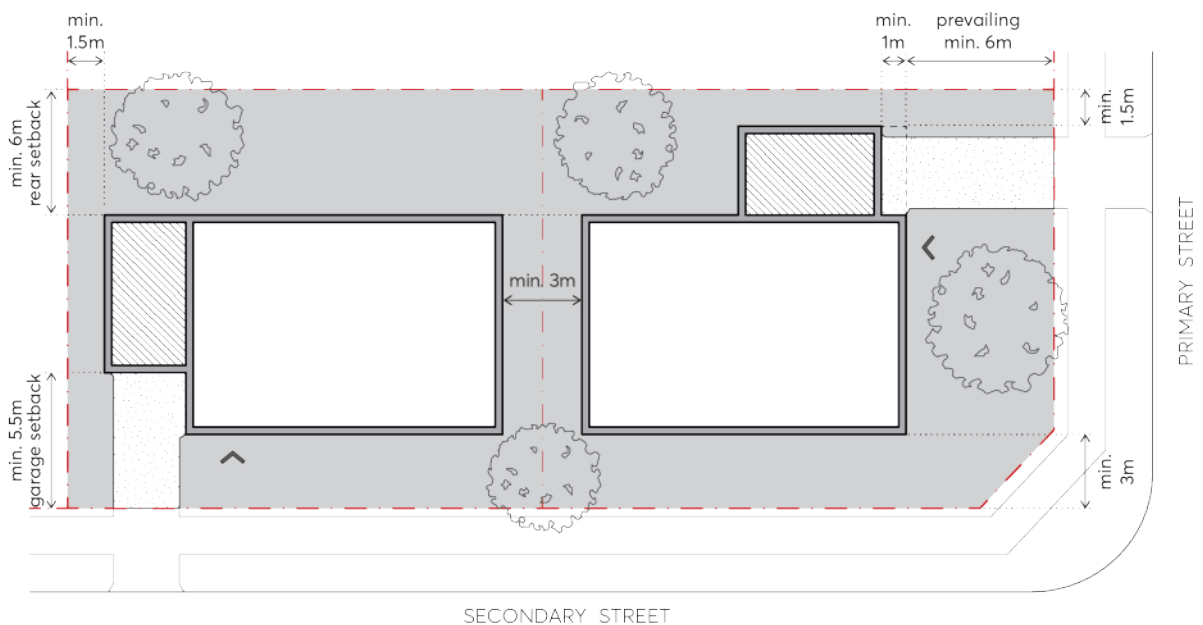 min.
1.5m
min.
1m
prevailing
min. 6m
min. 6m
rear setback
min.
1.5m
min. 3m
PRIMARY STREET
min. 5.5m
garage setback
min.
3m
SECONDARY STREET